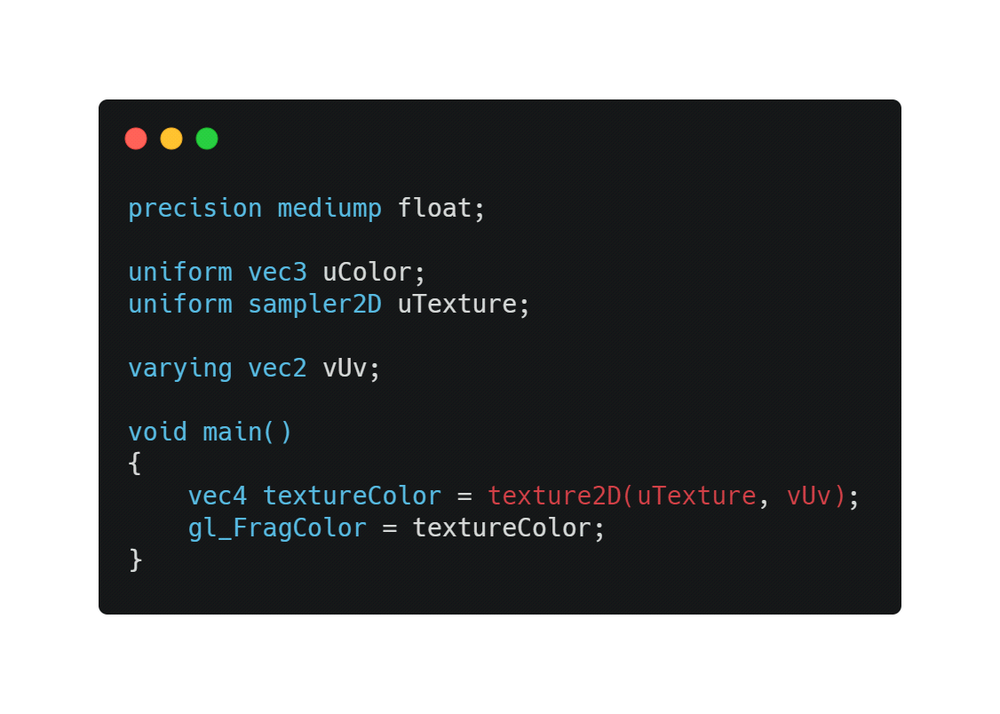 precision mediump float;
uniform vec3 uColor;
uniform sampler2D uTexture;
varying vec2 vUv;
void main()
{
    vec4 textureColor = texture2D(uTexture, vUv);
    gl_FragColor = textureColor;
}